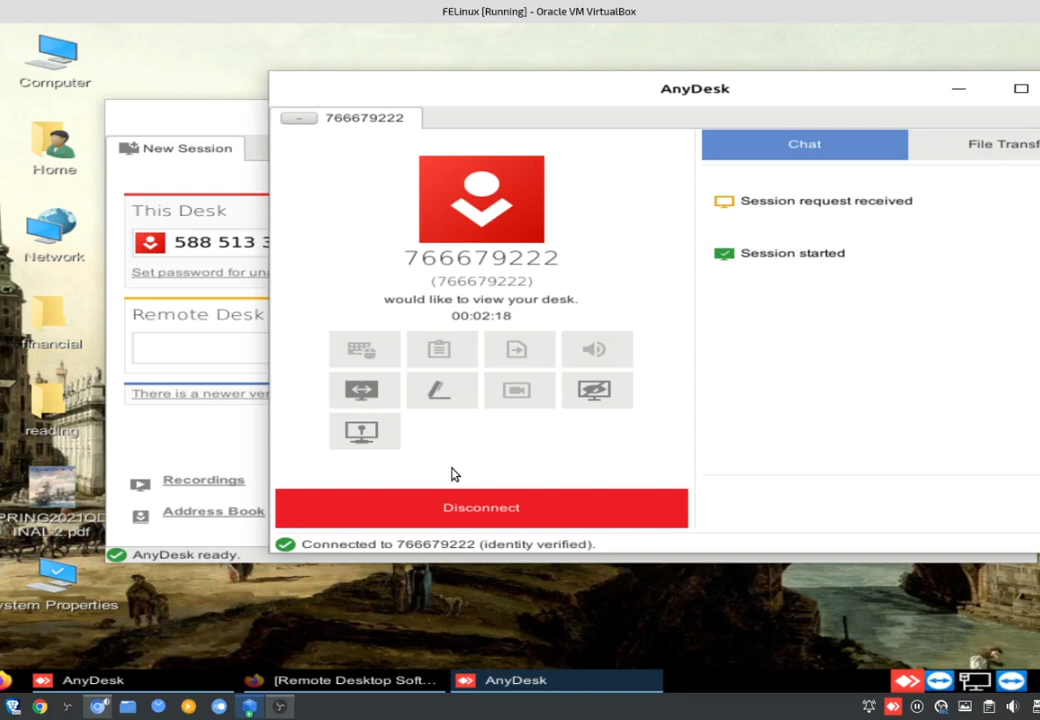 FELinux [Running] - Oracle VM VirtualBox
Computer
Home
Network
financial
reading
PRING2021OD
INAL 2.pdf
ystem Properties
New Session
This Desk
588 513 3
Set password for una
Remote Desk
There is a newer ver
Recordings
Address Book
AnyDesk ready.
AnyDesk
766679222
766679222
(766679222)
would like to view your desk.
00:02:18
Disconnect
Connected to 766679222 (identity verified).
Chat
File Transf
Session request received
Session started
AnyDesk
[Remote Desktop Soft...
AnyDesk